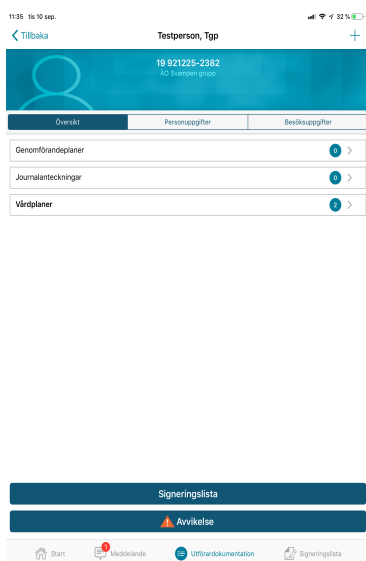 11:35 tis 10 sep. 32 %
Tillbaka Testperson, Tgp
19 921225-2382
ÄO Svampen grupp
Översikt Personuppgifter Besöksuppgifter
Genomförandeplaner 0
Journalanteckningar 0
Vårdplaner 2
Signeringslista
Avvikelse
Start 1 Meddelande Utförardokumentation Signeringslista